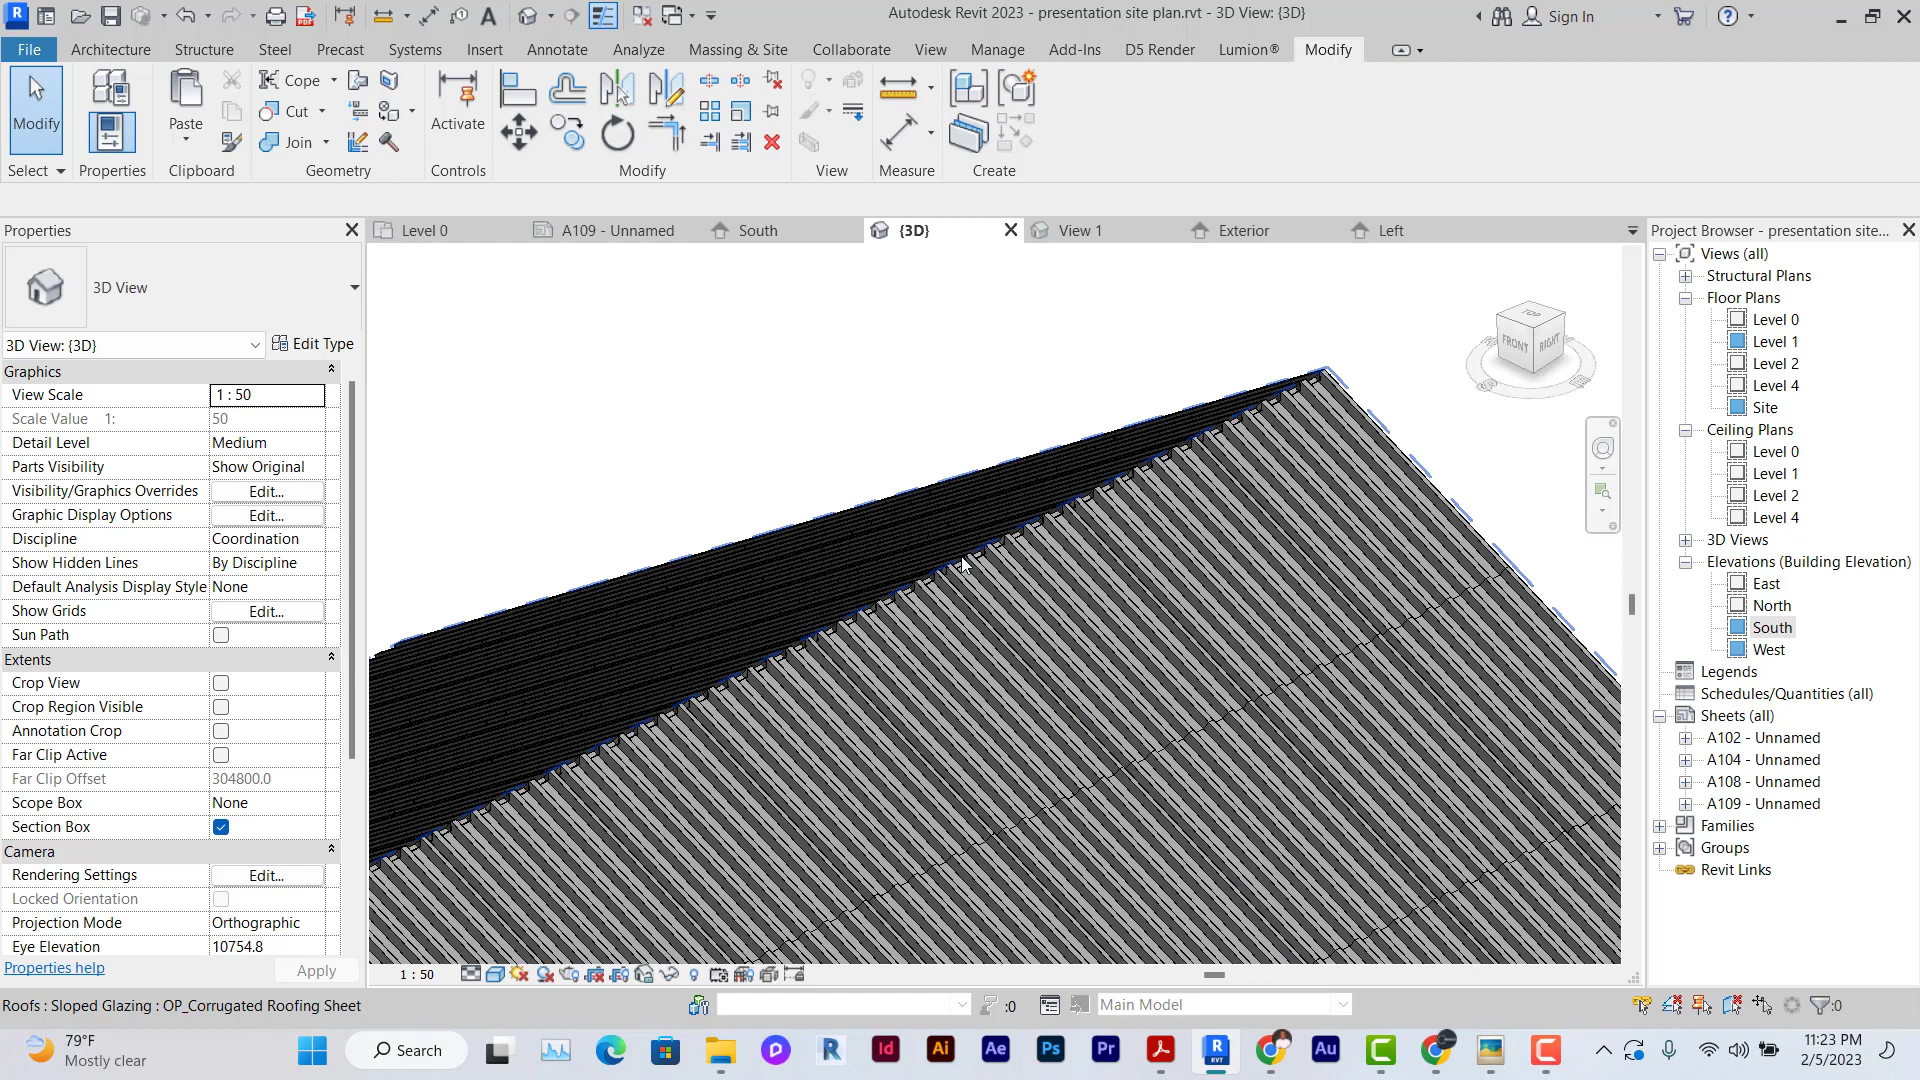 Autodesk Revit 2023 - presentation site plan.rvt - 3D View: {3D}
Sign In
File Architecture Structure Steel Precast Systems Insert Annotate Analyze Massing & Site Collaborate View Manage Add-Ins D5 Render Lumion® Modify
Modify
Paste
Cope
Cut
Join
Activate
Select Properties Clipboard Geometry Controls Modify View Measure Create
Properties
Level 0
A109 - Unnamed
South
{3D}
View 1
Exterior
Left
Project Browser - presentation site...
3D View
3D View: {3D}
Edit Type
Graphics
View Scale 1 : 50
Scale Value 1: 50
Detail Level Medium
Parts Visibility Show Original
Visibility/Graphics Overrides Edit...
Graphic Display Options Edit...
Discipline Coordination
Show Hidden Lines By Discipline
Default Analysis Display Style None
Show Grids Edit...
Sun Path
Extents
Crop View
Crop Region Visible
Annotation Crop
Far Clip Active
Far Clip Offset 304800.0
Scope Box None
Section Box
Camera
Rendering Settings Edit...
Locked Orientation
Projection Mode Orthographic
Eye Elevation 10754.8
Properties help
Apply
TOP
FRONT
RIGHT
Views (all)
Structural Plans
Floor Plans
Level 0
Level 1
Level 2
Level 4
Site
Ceiling Plans
Level 0
Level 1
Level 2
Level 4
3D Views
Elevations (Building Elevation)
East
North
South
West
Legends
Schedules/Quantities (all)
Sheets (all)
A102 - Unnamed
A104 - Unnamed
A108 - Unnamed
A109 - Unnamed
Families
Groups
Revit Links
1 : 50
Roofs : Sloped Glazing : OP_Corrugated Roofing Sheet
:0
Main Model
:0
79°F
Mostly clear
Search
11:23 PM
2/5/2023